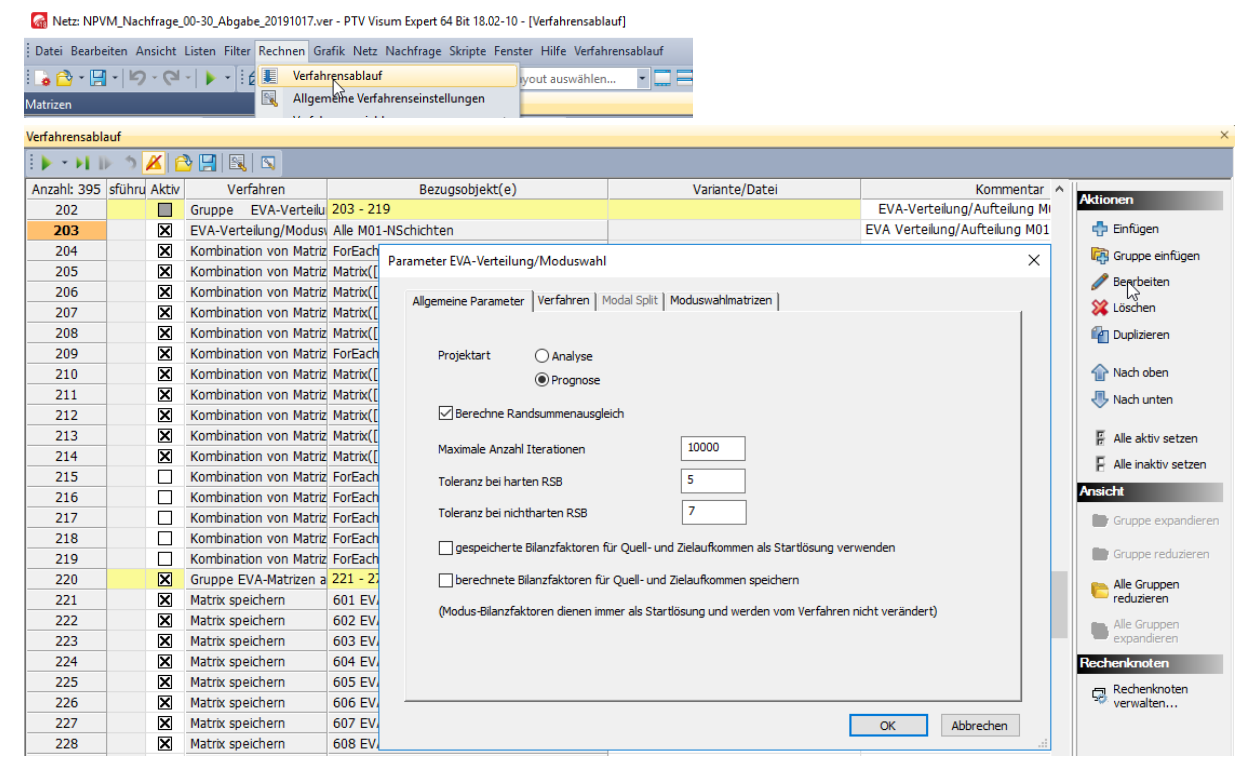 Netz: NPVM_Nachfrage_00-30_Abgabe_20191017.ver - PTV Visum Expert 64 Bit 18.02-10 - [Verfahrensablauf]
Datei Bearbeiten Ansicht Listen Filter Rechnen Grafik Netz Nachfrage Skripte Fenster Hilfe Verfahrensablauf
Verfahrensablauf
yout auswählen...
Matrizen
Allgemeine Verfahrenseinstellungen
Verfahrensablauf
Anzahl: 395 sführu Aktiv Verfahren Bezugsobjekt(e) Variante/Datei Kommentar
202 Gruppe EVA-Verteilu 203 - 219 EVA-Verteilung/Aufteilung M
203 EVA-Verteilung/Modusv Alle M01-NSchichten EVA Verteilung/Aufteilung M01
204 Kombination von Matriz ForEach
205 Kombination von Matriz Matrix([
206 Kombination von Matriz Matrix([
207 Kombination von Matriz Matrix([
208 Kombination von Matriz Matrix([
209 Kombination von Matriz ForEach
210 Kombination von Matriz Matrix([
211 Kombination von Matriz Matrix([
212 Kombination von Matriz Matrix([
213 Kombination von Matriz Matrix([
214 Kombination von Matriz Matrix([
215 Kombination von Matriz ForEach
216 Kombination von Matriz ForEach
217 Kombination von Matriz ForEach
218 Kombination von Matriz ForEach
219 Kombination von Matriz ForEach
220 Gruppe EVA-Matrizen a 221 - 27
221 Matrix speichern 601 EV
222 Matrix speichern 602 EV
223 Matrix speichern 603 EV
224 Matrix speichern 604 EV
225 Matrix speichern 605 EV
226 Matrix speichern 606 EV
227 Matrix speichern 607 EV
228 Matrix speichern 608 EV
Parameter EVA-Verteilung/Moduswahl
Allgemeine Parameter Verfahren Modal Split Moduswahlmatrizen
Projektart Analyse
Prognose
Berechne Randsummenausgleich
Maximale Anzahl Iterationen 10000
Toleranz bei harten RSB 5
Toleranz bei nichtharten RSB 7
gespeicherte Bilanzfaktoren für Quell- und Zielaufkommen als Startlösung verwenden
berechnete Bilanzfaktoren für Quell- und Zielaufkommen speichern
(Modus-Bilanzfaktoren dienen immer als Startlösung und werden vom Verfahren nicht verändert)
OK Abbrechen
Aktionen
Einfügen
Gruppe einfügen
Bearbeiten
Löschen
Duplizieren
Nach oben
Nach unten
Alle aktiv setzen
Alle inaktiv setzen
Ansicht
Gruppe expandieren
Gruppe reduzieren
Alle Gruppen
reduzieren
Alle Gruppen
expandieren
Rechenknoten
Rechenknoten
verwalten...